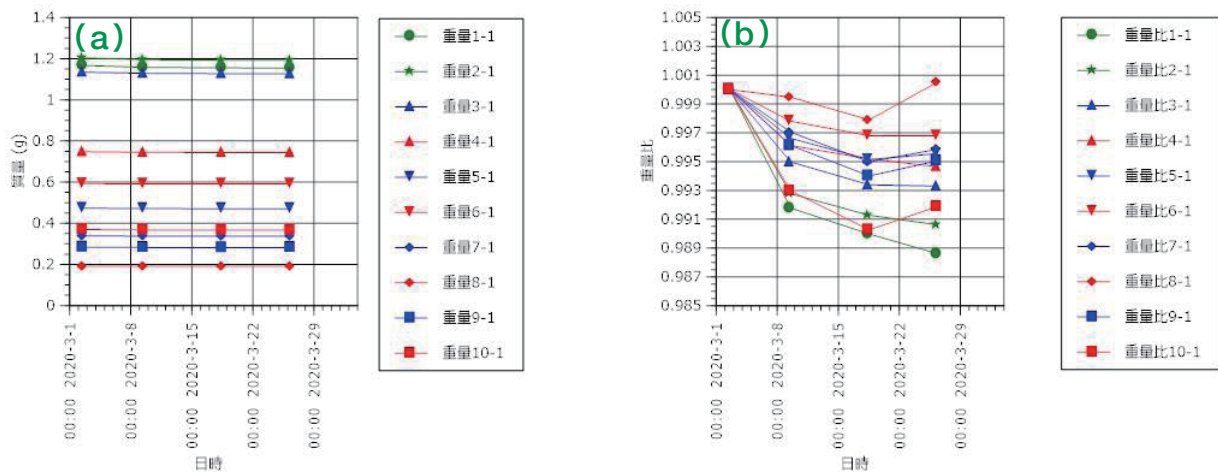 (a)
質量 (g)
1.4
1.2
1
0.8
0.6
0.4
0.2
0
00:00 2020-3-1
00:00 2020-3-8
00:00 2020-3-15
00:00 2020-3-22
00:00 2020-3-29
日時
重量1-1
重量2-1
重量3-1
重量4-1
重量5-1
重量6-1
重量7-1
重量8-1
重量9-1
重量10-1
(b)
重量比
1.005
1.003
1.001
0.999
0.997
0.995
0.993
0.991
0.989
0.987
0.985
00:00 2020-3-1
00:00 2020-3-8
00:00 2020-3-15
00:00 2020-3-22
00:00 2020-3-29
日時
重量比1-1
重量比2-1
重量比3-1
重量比4-1
重量比5-1
重量比6-1
重量比7-1
重量比8-1
重量比9-1
重量比10-1